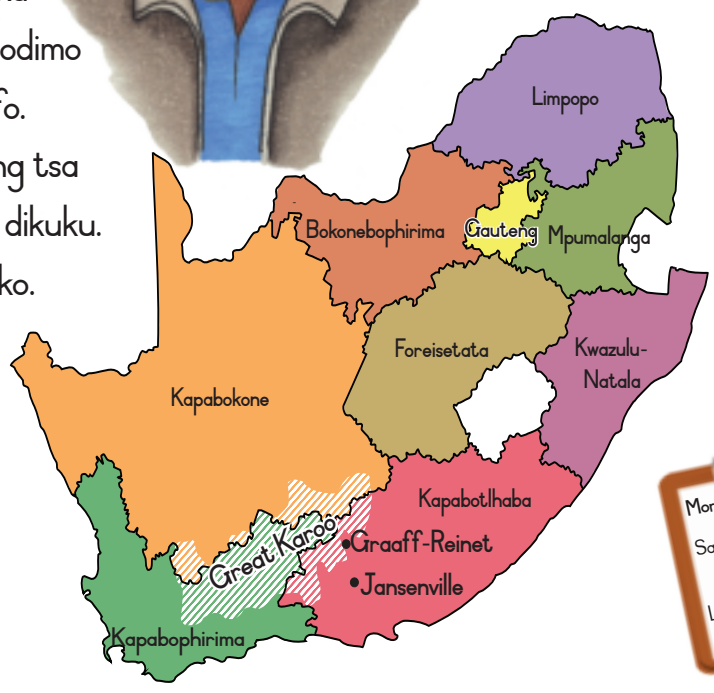 odimo
fo.
ng tsa
dikuku.
ko.
Limpopo
Bokonebophirima
Gauteng
Mpumalanga
Foreisetata
Kwazulu-
Natala
Kapabokone
Kapabotlhaba
Great Karoo
Graaff-Reinet
Jansenville
Kapabophirima
Mor
Sa
L